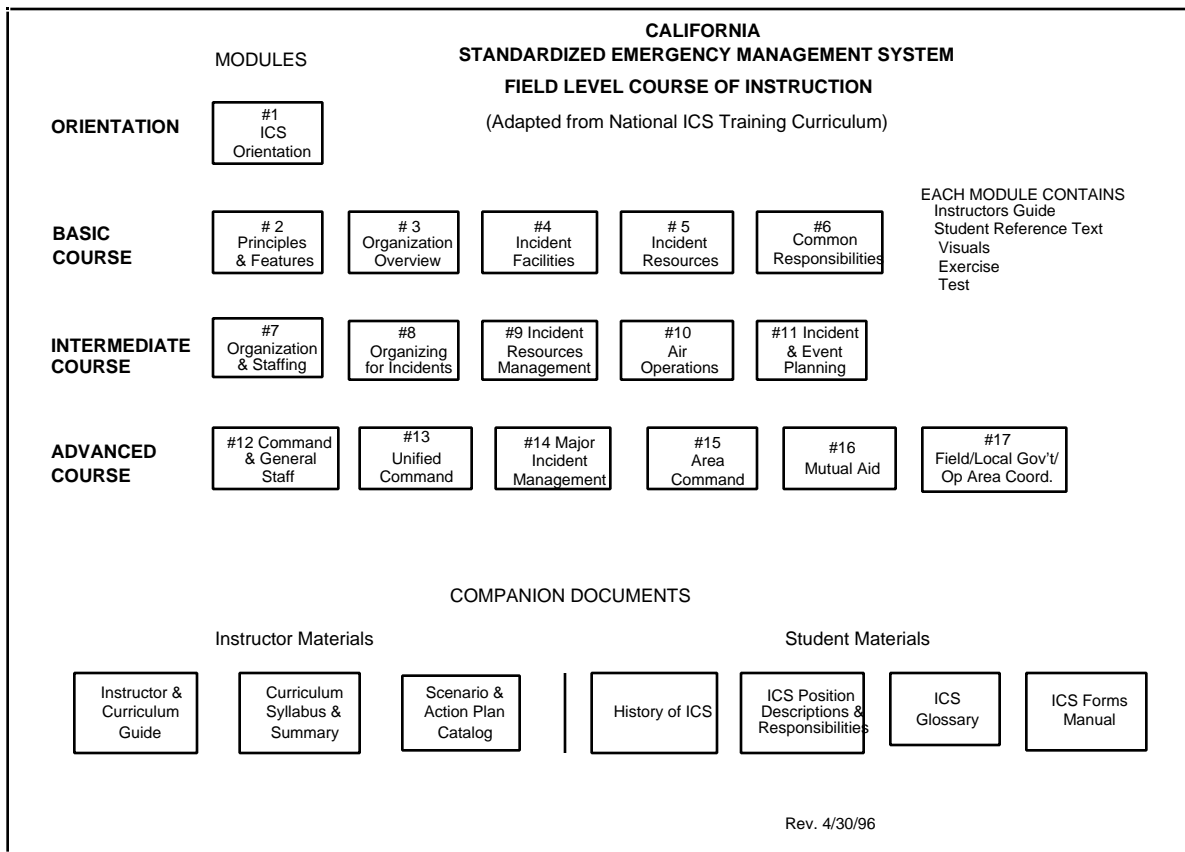 CALIFORNIA
STANDARDIZED EMERGENCY MANAGEMENT SYSTEM
MODULES
FIELD LEVEL COURSE OF INSTRUCTION
(Adapted from National ICS Training Curriculum)
ORIENTATION
#1
ICS
Orientation
EACH MODULE CONTAINS
Instructors Guide
Student Reference Text
Visuals
Exercise
Test
BASIC
COURSE
# 2
Principles
& Features
# 3
Organization
Overview
#4
Incident
Facilities
# 5
Incident
Resources
#6
Common
Responsibilities
INTERMEDIATE
COURSE
#7
Organization
& Staffing
#8
Organizing
for Incidents
#9 Incident
Resources
Management
#10
Air
Operations
#11 Incident
& Event
Planning
ADVANCED
COURSE
#12 Command
& General
Staff
#13
Unified
Command
#14 Major
Incident
Management
#15
Area
Command
#16
Mutual Aid
#17
Field/Local Gov't/
Op Area Coord.
COMPANION DOCUMENTS
Instructor Materials
Student Materials
Instructor &
Curriculum
Guide
Curriculum
Syllabus &
Summary
Scenario &
Action Plan
Catalog
History of ICS
ICS Position
Descriptions &
Responsibilities
ICS
Glossary
ICS Forms
Manual
Rev. 4/30/96